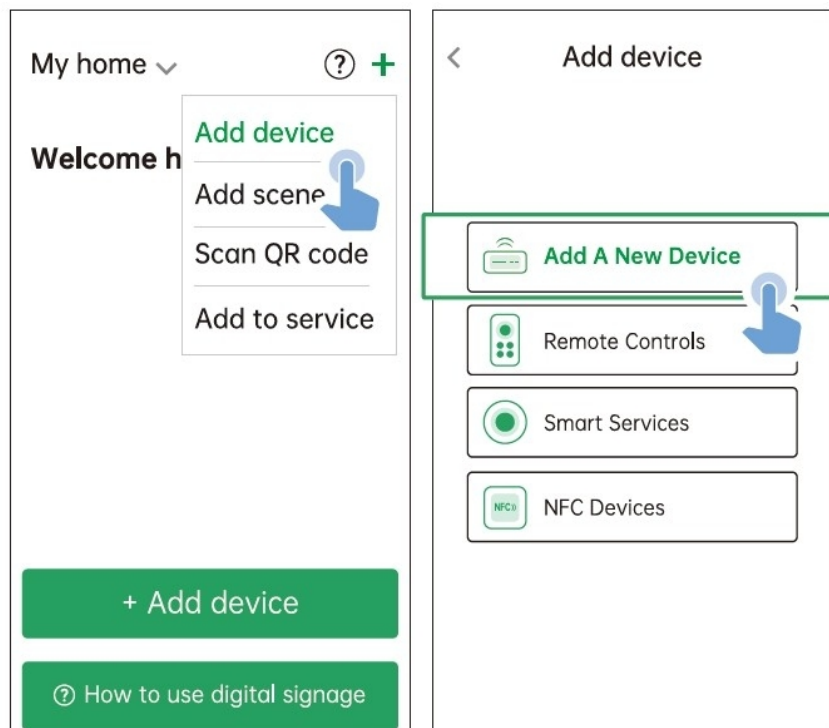 My home
?
+
Add device
Welcome h
Add scene
Scan QR code
Add to service
+ Add device
? How to use digital signage
<
Add device
Add A New Device
Remote Controls
Smart Services
NFC
NFC Devices